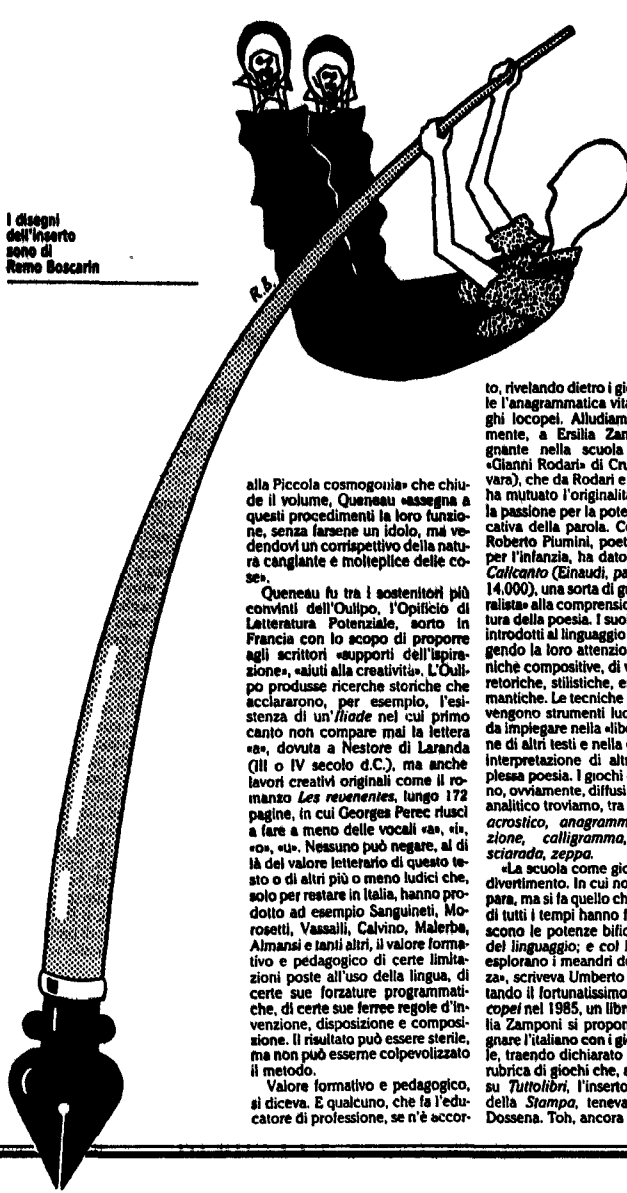 I disegni
dell'inserto
sono di
Remo Boscarin
R.B.
alla Piccola cosmogonia» che chiu-
de il volume, Queneau «assegna a
questi procedimenti la loro funzio-
ne, senza farsene un idolo, ma ve-
dendovi un corrispettivo della natu-
ra cangiante e molteplice delle co-
se».
Queneau fu tra i sostenitori più
convinti dell'Oulipo, l'Opificio di
Letteratura Potenziale, sorto in
Francia con lo scopo di proporre
agli scrittori «supporti dell'ispira-
zione», «aiuti alla creatività». L'Ouli-
po produsse ricerche storiche che
acclararono, per esempio, l'esi-
stenza di un'Iliade nel cui primo
canto non compare mai la lettera
«a», dovuta a Nestore di Laranda
(III o IV secolo d.C.), ma anche
lavori creativi originali come il ro-
manzo Les revenentes, lungo 172
pagine, in cui Georges Perec riuscì
a fare a meno delle vocali «a», «i»,
«o», «u». Nessuno può negare, al di
là del valore letterario di questo te-
sto o di altri più o meno ludici che,
solo per restare in Italia, hanno pro-
dotto ad esempio Sanguineti, Mo-
rosetti, Vassalli, Calvino, Malerba,
Almansi e tanti altri, il valore forma-
tivo e pedagogico di certe limita-
zioni poste all'uso della lingua, di
certe sue forzature programmati-
che, di certe sue ferree regole d'in-
venzione, disposizione e composi-
zione. Il risultato può essere sterile,
ma non può esserne colpevolizzato
il metodo.
Valore formativo e pedagogico,
si diceva. E qualcuno, che fa l'edu-
catore di professione, se n'è accor-
to, rivelando dietro i gio
le l'anagrammatica vita
ghi locopei. Alludiam
mente, a Ersilia Zam
gnante nella scuola
«Gianni Rodari» di Cru
vara), che da Rodari e
ha mutuato l'originalità
la passione per la pote
cativa della parola. Co
Roberto Piumini, poet
per l'infanzia, ha dato
Calicanto (Einaudi, pa
14.000), una sorta di gu
ralista» alla comprensio
tura della poesia. I suoi
introdotti al linguaggio
gendo la loro attenzio
niche compositive, di v
retoriche, stilistiche, e
mantiche. Le tecniche
vengono strumenti luc
da impiegare nella «libe
ne di altri testi e nella
interpretazione di altr
plessa poesia. I giochi
no, ovviamente, diffusi
analitico troviamo, tra
acrostico, anagramm
zione, calligramma,
sciarada, zeppa.
«La scuola come gio
divertimento. In cui no
para, ma si fa quello ch
di tutti i tempi hanno f
scono le potenze bific
del linguaggio; e col l
esplorano i meandri de
za», scriveva Umberto
tando il fortunatissimo
copei nel 1985, un libr
lia Zamponi si propor
gnare l'italiano con i gi
le, traendo dichiarato
rubrica di giochi che, a
su Tuttolibri, l'inserto
della Stampa, teneva
Dossena. Toh, ancora